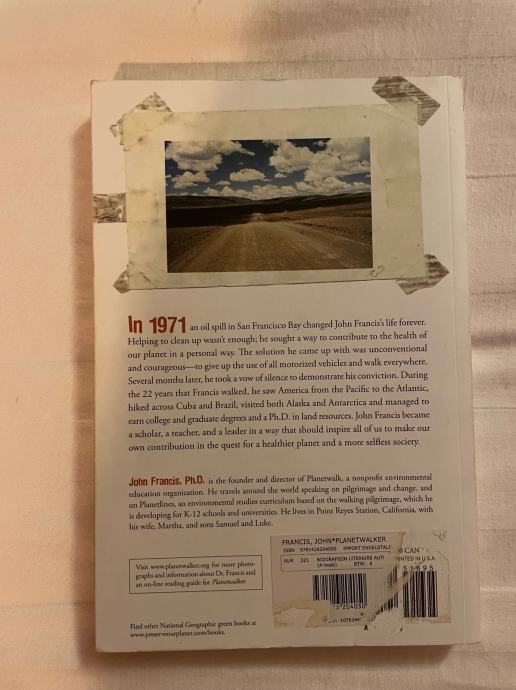 In 1971 an oil spill in San Francisco Bay changed John Francis's life forever.
Helping to clean up wasn't enough; he sought a way to contribute to the health of
our planet in a personal way. The solution he came up with was unconventional
and courageous—to give up the use of all motorized vehicles and walk everywhere.
Several months later, he took a vow of silence to demonstrate his conviction. During
the 22 years that Francis walked, he saw America from the Pacific to the Atlantic,
hiked across Cuba and Brazil, visited both Alaska and Antarctica and managed to
earn college and graduate degrees and a Ph.D. in land resources. John Francis became
a scholar, a teacher, and a leader in a way that should inspire all of us to make our
own contribution in the quest for a healthier planet and a more selfless society.
John Francis, Ph.D. is the founder and director of Planetwalk, a nonprofit environmental
education organization. He travels around the world speaking on pilgrimage and change, and
on Planetlines, an environmental studies curriculum based on the walking pilgrimage, which he
is developing for K-12 schools and universities. He lives in Point Reyes Station, California, with
his wife, Martha, and sons Samuel and Luke.
Visit www.planetwalker.org for more photo-
graphs and information about Dr. Francis and
an on-line reading guide for Planetwalker.
Find other National Geographic green books at
www.preserveourplanet.com/books.
FRANCIS, JOHN*PLANETWALKER
ISBN 9781426204050 IMPORT ENGELSTALI
NUR 321 BIOGRAFIEEN LITERAIRE AUTI
(A-book) BTW: 6
CAN
PRINTED IN U.S.A
51695